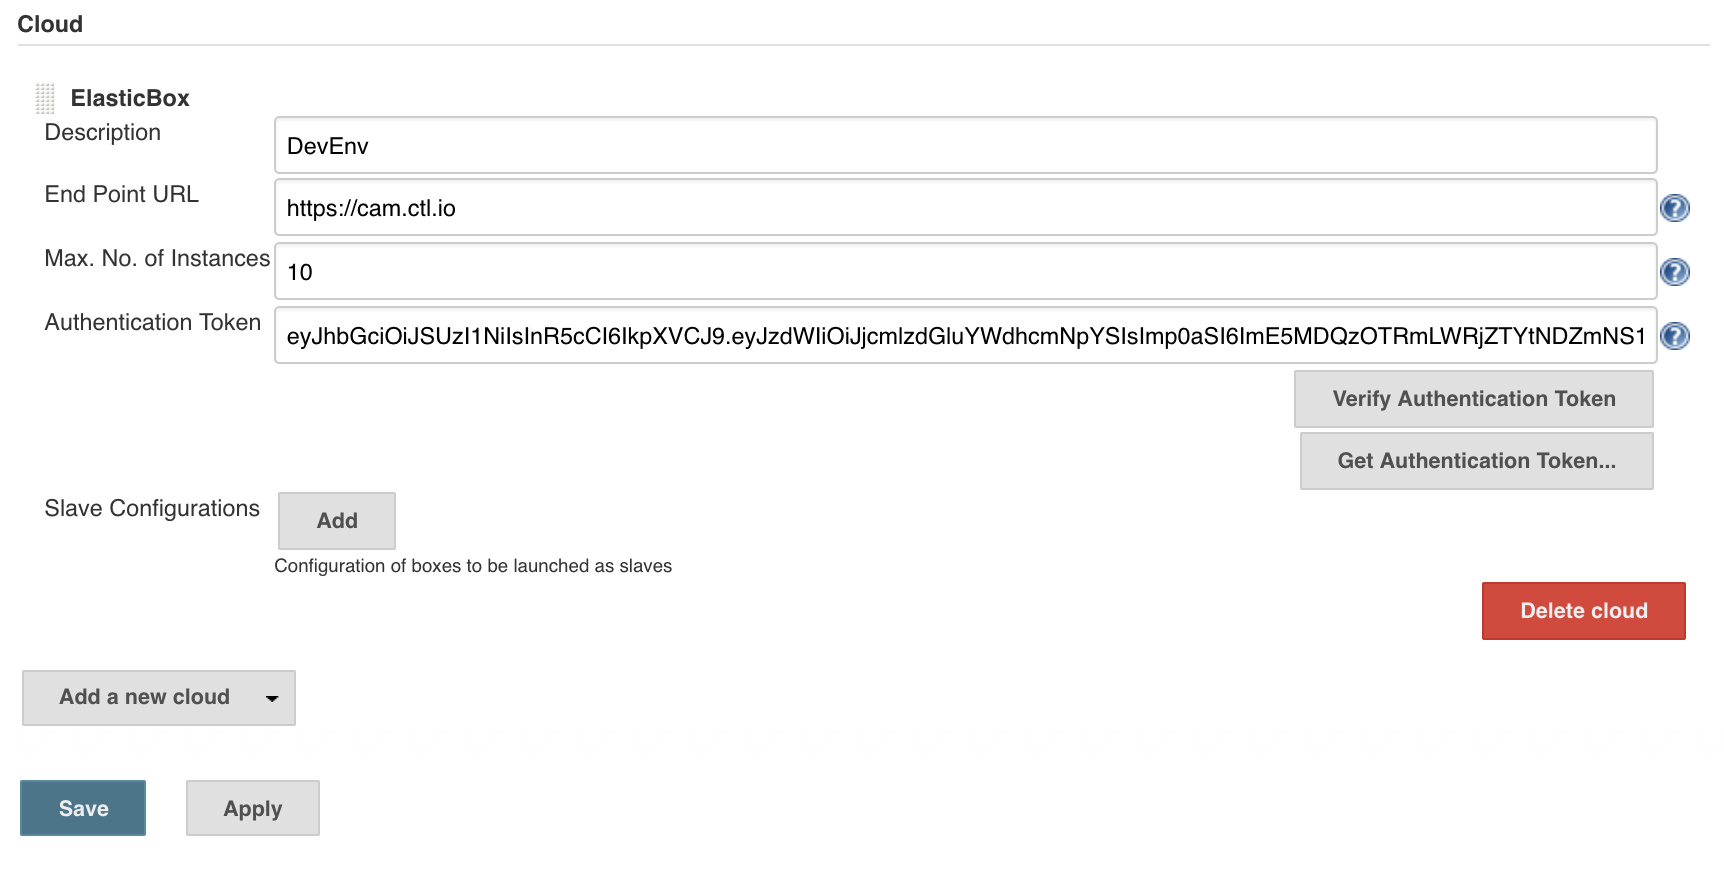 Cloud
ElasticBox
Description
DevEnv
End Point URL
https://cam.ctl.io
Max. No. of Instances
10
Authentication Token
eyJhbGciOiJSUzI1NiIsInR5cCI6IkpXVCJ9.eyJzdWIiOiJjcmlzdGluYWdhcmNpYSIsImp0aSI6ImE5MDQzOTRmLWRjZTYtNDZmNS1
Verify Authentication Token
Get Authentication Token...
Slave Configurations
Add
Configuration of boxes to be launched as slaves
Delete cloud
Add a new cloud
Save
Apply